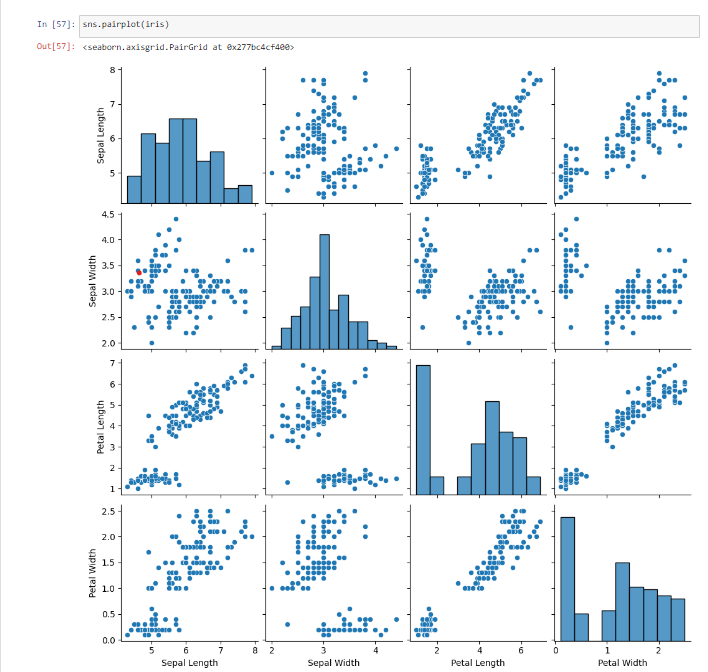 In [57]: sns.pairplot(iris)
Out[57]: <seaborn.axisgrid.PairGrid at 0x277bc4cf400>
8
7
6
5
Sepal Length
4.5
4.0
3.5
3.0
2.5
2.0
Sepal Width
7
6
5
4
3
2
1
Petal Length
2.5
2.0
1.5
1.0
0.5
0.0
Petal Width
5 6 7 8 2 3 4 2 4 6 0 1 2
Sepal Length Sepal Width Petal Length Petal Width